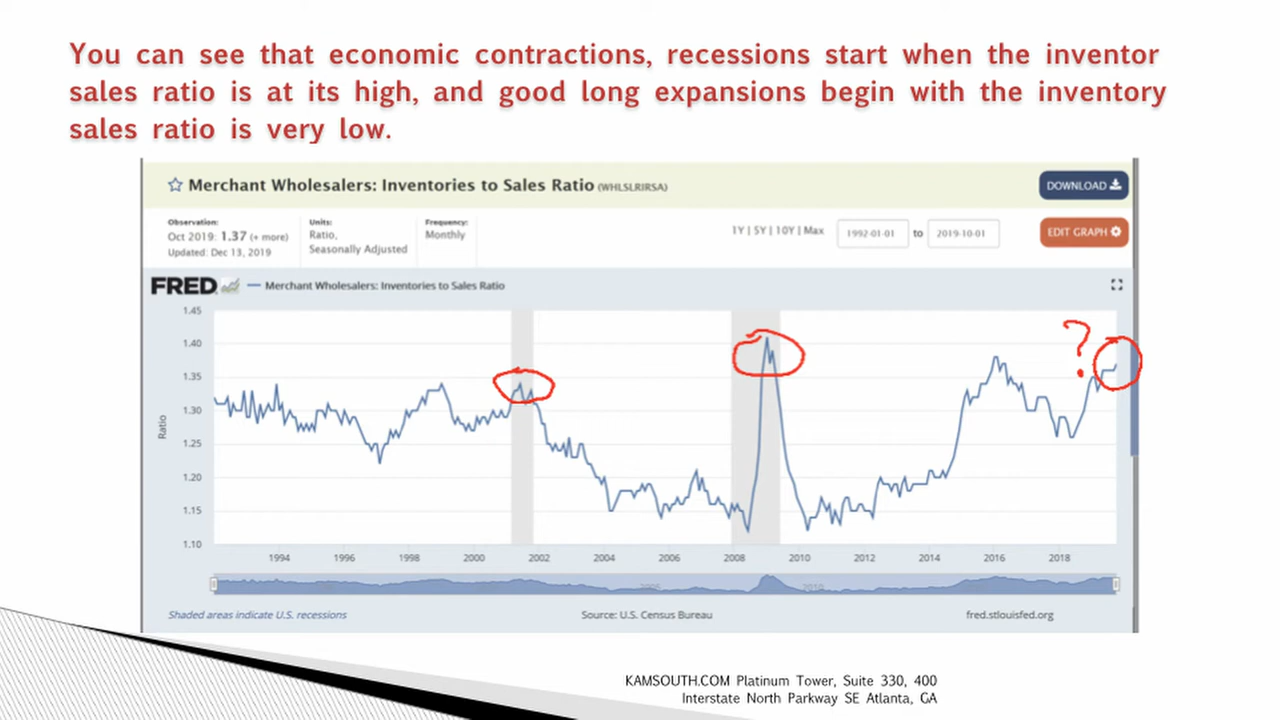 You can see that economic contractions, recessions start when the inventor
sales ratio is at its high, and good long expansions begin with the inventory
sales ratio is very low.
Merchant Wholesalers: Inventories to Sales Ratio (WHLSLRIRSA)
DOWNLOAD
Observation:
Oct 2019: 1.37 (+ more)
Updated: Dec 13, 2019
Units:
Ratio,
Seasonally Adjusted
Frequency:
Monthly
1Y | 5Y | 10Y | Max
1992-01-01 to 2019-10-01
EDIT GRAPH
FRED
Merchant Wholesalers: Inventories to Sales Ratio
?
1.45
1.40
1.35
1.30
1.25
1.20
1.15
1.10
Ratio
1994 1996 1998 2000 2002 2004 2006 2008 2010 2012 2014 2016 2018
Shaded areas indicate U.S. recessions
Source: U.S. Census Bureau
fred.stlouisfed.org
KAMSOUTH.COM Platinum Tower, Suite 330, 400
Interstate North Parkway SE Atlanta, GA